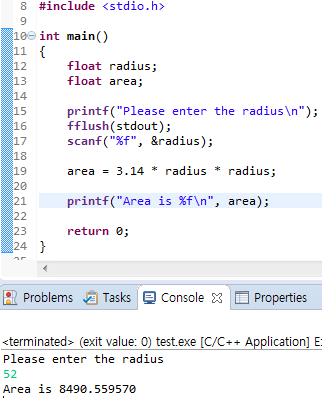 8 #include <stdio.h>
9
10 int main()
11 {
12 float radius;
13 float area;
14
15 printf("Please enter the radius\n");
16 fflush(stdout);
17 scanf("%f", &radius);
18
19 area = 3.14 * radius * radius;
20
21 printf("Area is %f\n", area);
22
23 return 0;
24 }
Problems Tasks Console Properties
<terminated> (exit value: 0) test.exe [C/C++ Application] E:
Please enter the radius
52
Area is 8490.559570